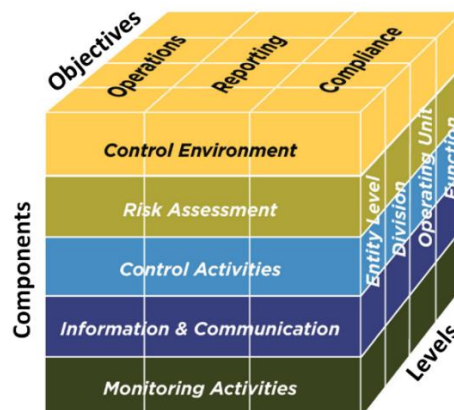 Objectives
Operations
Reporting
Compliance
Control Environment
Risk Assessment
Control Activities
Information & Communication
Monitoring Activities
Components
Entity Level
Division
Operating Unit
Function
Levels